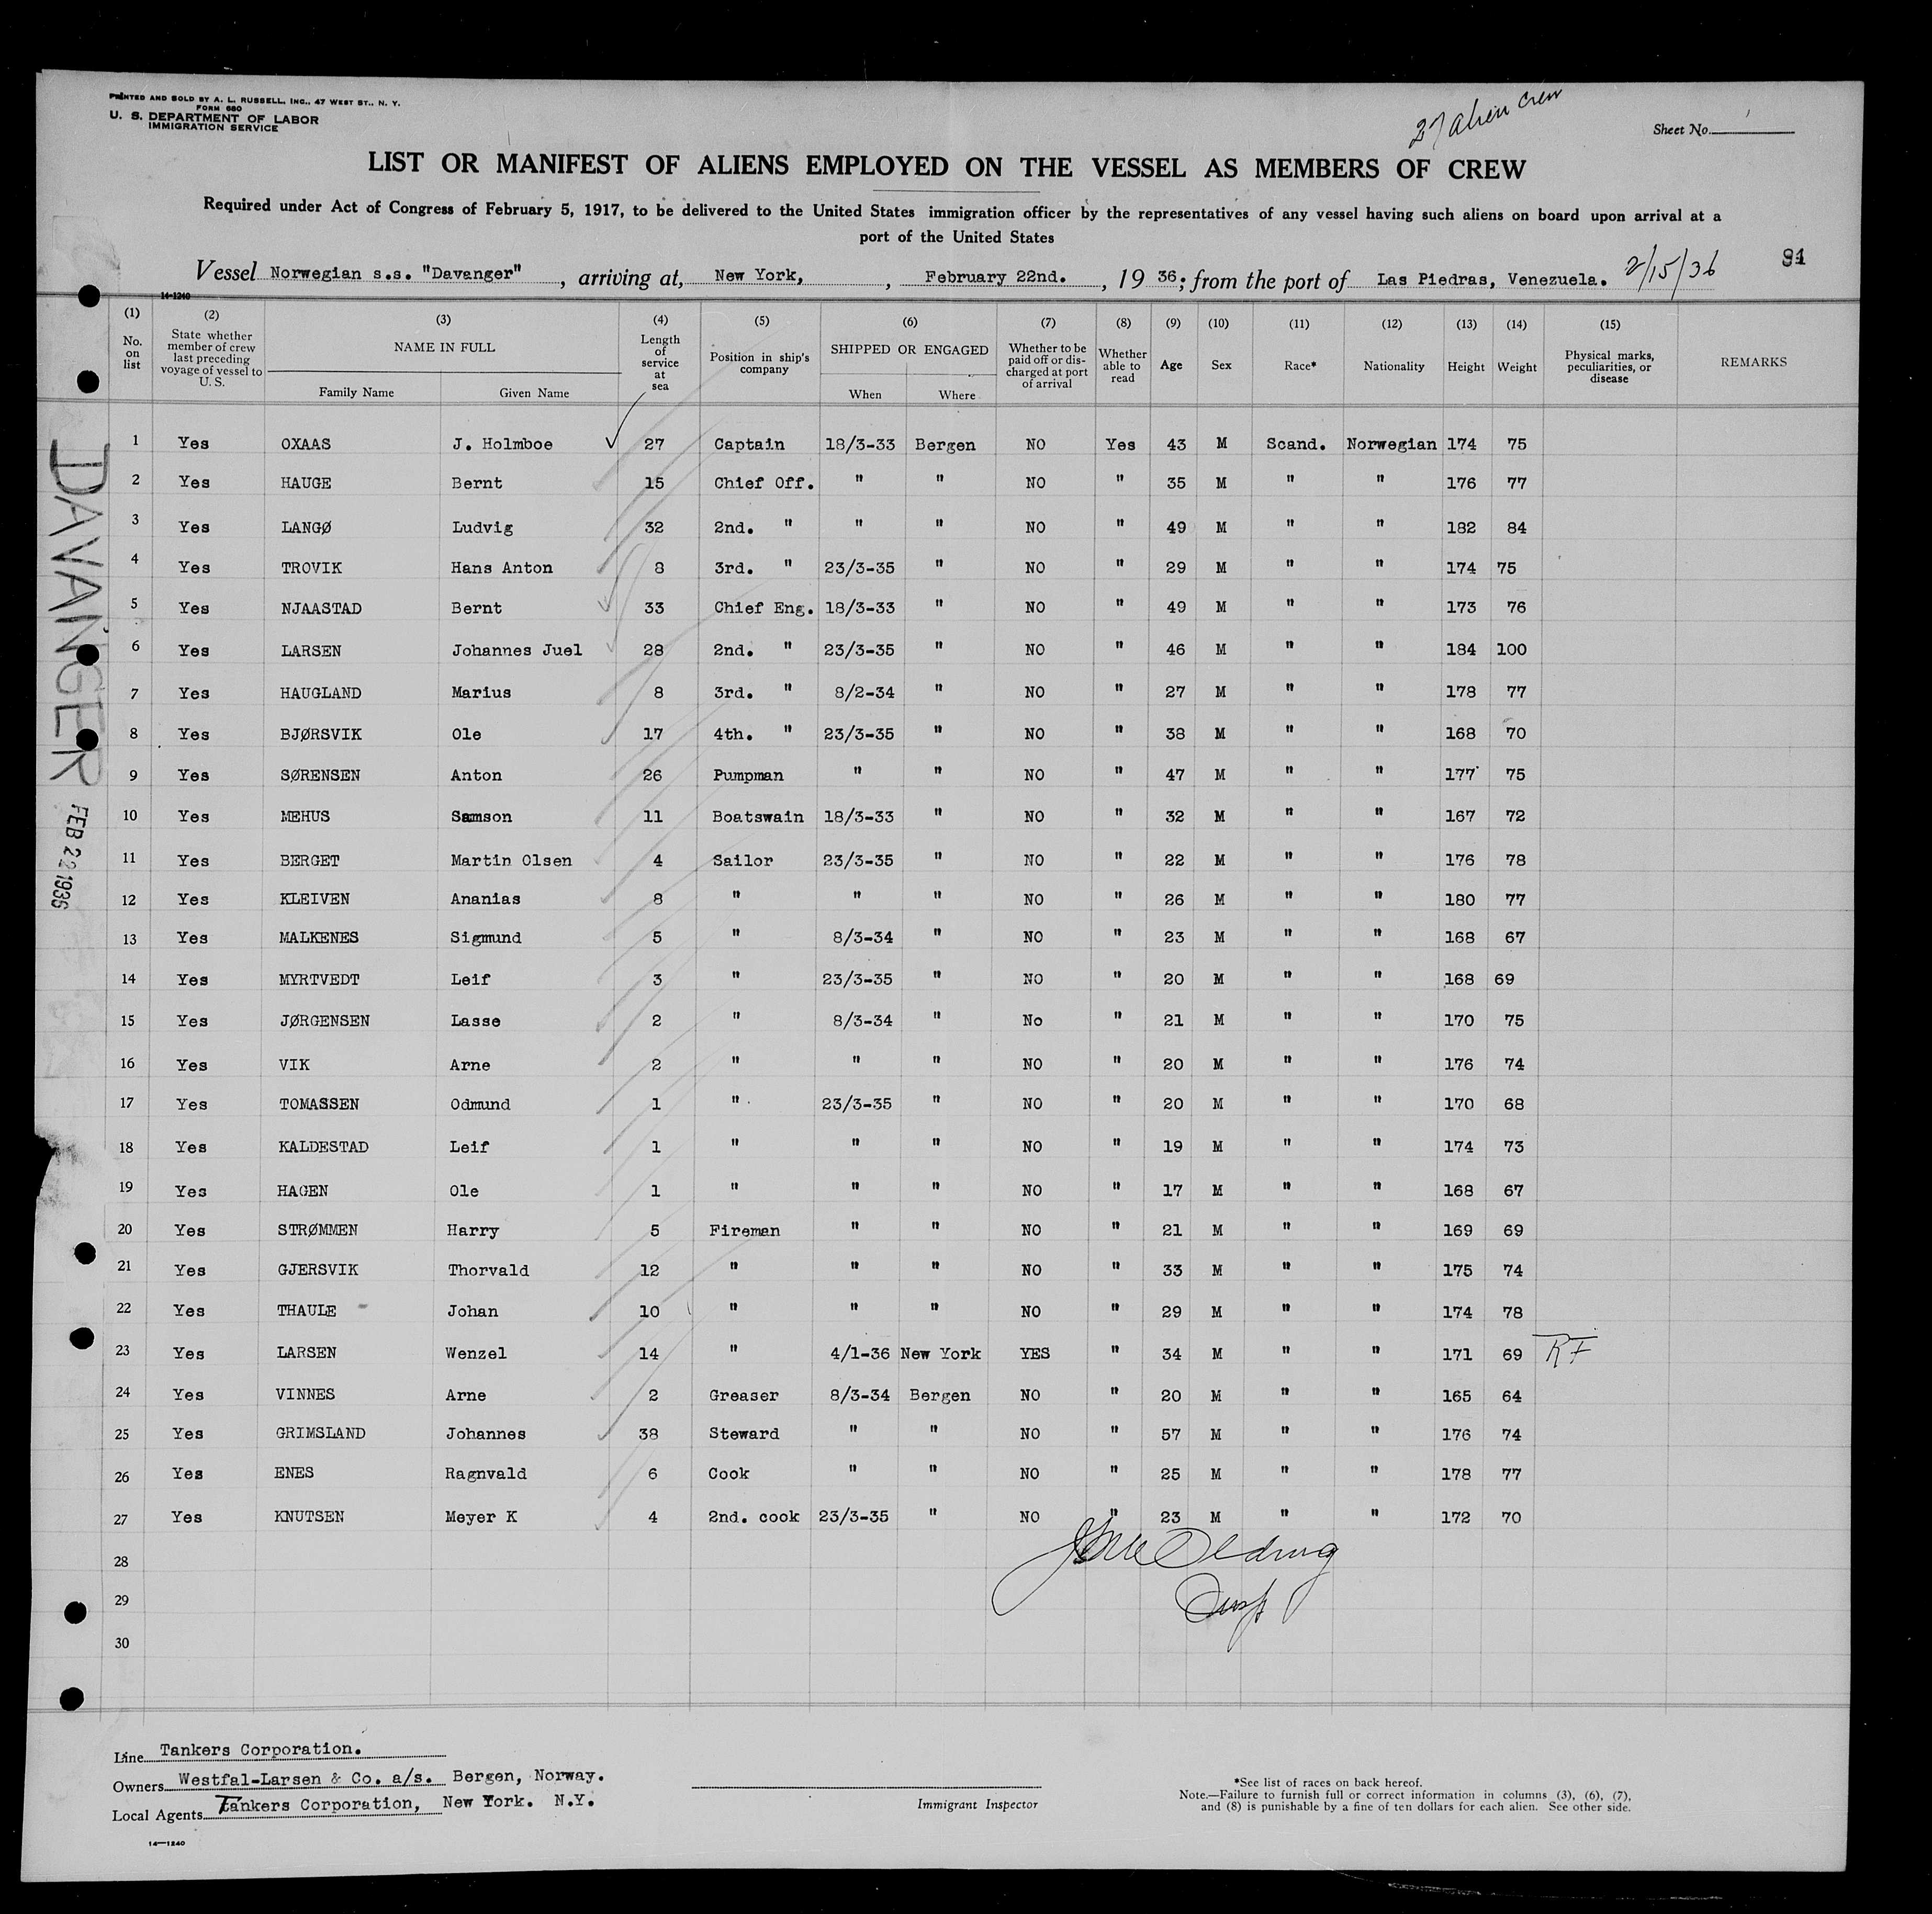 PRINTED AND SOLD BY A. L. RUSSELL, INC., 47 WEST ST., N. Y.
FORM 680
U. S. DEPARTMENT OF LABOR
IMMIGRATION SERVICE
27 alien crew
Sheet No. 1
LIST OR MANIFEST OF ALIENS EMPLOYED ON THE VESSEL AS MEMBERS OF CREW
Required under Act of Congress of February 5, 1917, to be delivered to the United States immigration officer by the representatives of any vessel having such aliens on board upon arrival at a
port of the United States
Vessel Norwegian s.s. "Davanger", arriving at, New York, , February 22nd. , 19 36; from the port of Las Piedras, Venezuela. 2/15/36 81
14-1240
(1) (2) (3) (4) (5) (6) (7) (8) (9) (10) (11) (12) (13) (14) (15)
No. on list | State whether member of crew last preceding voyage of vessel to U. S. | NAME IN FULL | Length of service at sea | Position in ship's company | SHIPPED OR ENGAGED | Whether to be paid off or discharged at port of arrival | Whether able to read | Age | Sex | Race* | Nationality | Height | Weight | Physical marks, peculiarities, or disease | REMARKS
Family Name | Given Name | When | Where
1 Yes OXAAS J. Holmboe 27 Captain 18/3-33 Bergen NO Yes 43 M Scand. Norwegian 174 75
2 Yes HAUGE Bernt 15 Chief Off. " " NO " 35 M " " 176 77
3 Yes LANGØ Ludvig 32 2nd. " " " NO " 49 M " " 182 84
4 Yes TROVIK Hans Anton 8 3rd. " 23/3-35 " NO " 29 M " " 174 75
5 Yes NJAASTAD Bernt 33 Chief Eng. 18/3-33 " NO " 49 M " " 173 76
6 Yes LARSEN Johannes Juel 28 2nd. " 23/3-35 " NO " 46 M " " 184 100
7 Yes HAUGLAND Marius 8 3rd. " 8/2-34 " NO " 27 M " " 178 77
8 Yes BJØRSVIK Ole 17 4th. " 23/3-35 " NO " 38 M " " 168 70
9 Yes SØRENSEN Anton 26 Pumpman " " NO " 47 M " " 177 75
10 Yes MEHUS Samson 11 Boatswain 18/3-33 " NO " 32 M " " 167 72
11 Yes BERGET Martin Olsen 4 Sailor 23/3-35 " NO " 22 M " " 176 78
12 Yes KLEIVEN Ananias 8 " " " NO " 26 M " " 180 77
13 Yes MALKENES Sigmund 5 " 8/3-34 " NO " 23 M " " 168 67
14 Yes MYRTVEDT Leif 3 " 23/3-35 " NO " 20 M " " 168 69
15 Yes JØRGENSEN Lasse 2 " 8/3-34 " No " 21 M " " 170 75
16 Yes VIK Arne 2 " " " NO " 20 M " " 176 74
17 Yes TOMASSEN Odmund 1 " 23/3-35 " NO " 20 M " " 170 68
18 Yes KALDESTAD Leif 1 " " " NO " 19 M " " 174 73
19 Yes HAGEN Ole 1 " " " NO " 17 M " " 168 67
20 Yes STRØMMEN Harry 5 Fireman " " NO " 21 M " " 169 69
21 Yes GJERSVIK Thorvald 12 " " " NO " 33 M " " 175 74
22 Yes THAULE Johan 10 " " " NO " 29 M " " 174 78
23 Yes LARSEN Wenzel 14 " 4/1-36 New York YES " 34 M " " 171 69 RF
24 Yes VINNES Arne 2 Greaser 8/3-34 Bergen NO " 20 M " " 165 64
25 Yes GRIMSLAND Johannes 38 Steward " " NO " 57 M " " 176 74
26 Yes ENES Ragnvald 6 Cook " " NO " 25 M " " 178 77
27 Yes KNUTSEN Meyer K 4 2nd. cook 23/3-35 " NO " 23 M " " 172 70
28
29
30
Insp
DAVANGER
FEB 22 1936
Line Tankers Corporation.
Owners Westfal-Larsen & Co. a/s. Bergen, Norway.
Local Agents Tankers Corporation, New York. N.Y.
Immigrant Inspector
*See list of races on back hereof.
Note.—Failure to furnish full or correct information in columns (3), (6), (7),
and (8) is punishable by a fine of ten dollars for each alien. See other side.
14—1240